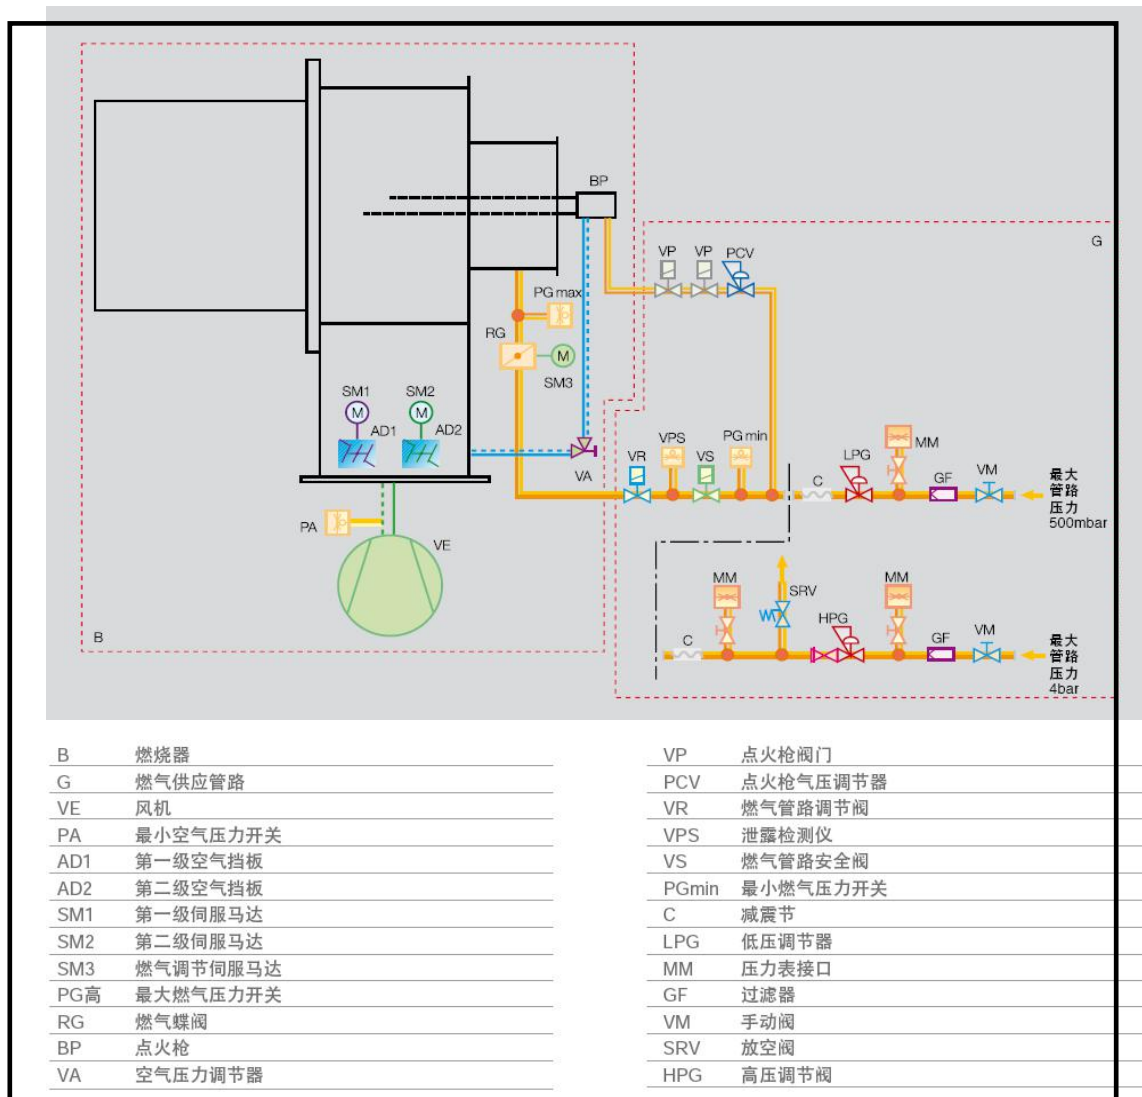 BP
G
VP
VP
PCV
PG max
RG
M
SM3
SM1
SM2
M
M
AD1
AD2
VA
VR
VPS
VS
PG min
C
LPG
MM
GF
VM
最大
管路
压力
500mbar
PA
VE
B
MM
SRV
HPG
MM
C
GF
VM
最大
管路
压力
4bar
B 燃烧器
G 燃气供应管路
VE 风机
PA 最小空气压力开关
AD1 第一级空气挡板
AD2 第二级空气挡板
SM1 第一级伺服马达
SM2 第二级伺服马达
SM3 燃气调节伺服马达
PG高 最大燃气压力开关
RG 燃气蝶阀
BP 点火枪
VA 空气压力调节器
VP 点火枪阀门
PCV 点火枪气压调节器
VR 燃气管路调节阀
VPS 泄露检测仪
VS 燃气管路安全阀
PGmin 最小燃气压力开关
C 减震节
LPG 低压调节器
MM 压力表接口
GF 过滤器
VM 手动阀
SRV 放空阀
HPG 高压调节阀